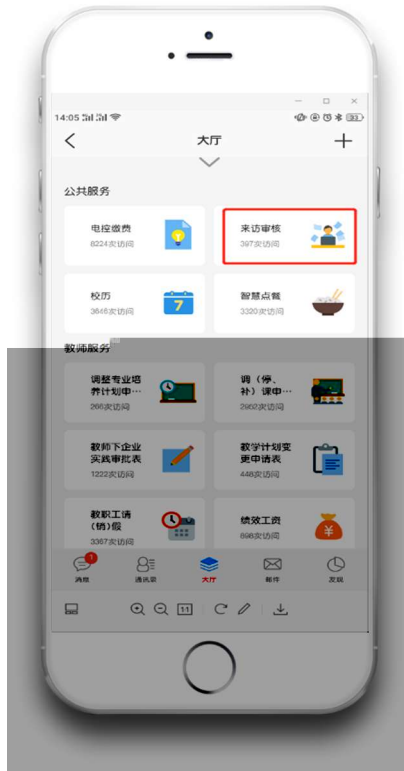 14:05
大厅
公共服务
电控缴费
6224次访问
来访审核
397次访问
校历
3646次访问
智慧点餐
3320次访问
教师服务
调整专业培
养计划申…
266次访问
调（停、
补）课申…
2962次访问
教师下企业
实践审批表
1222次访问
教学计划变
更申请表
446次访问
教职工请
（销）假
3367次访问
绩效工资
696次访问
消息
通讯录
大厅
邮件
发现
1:1